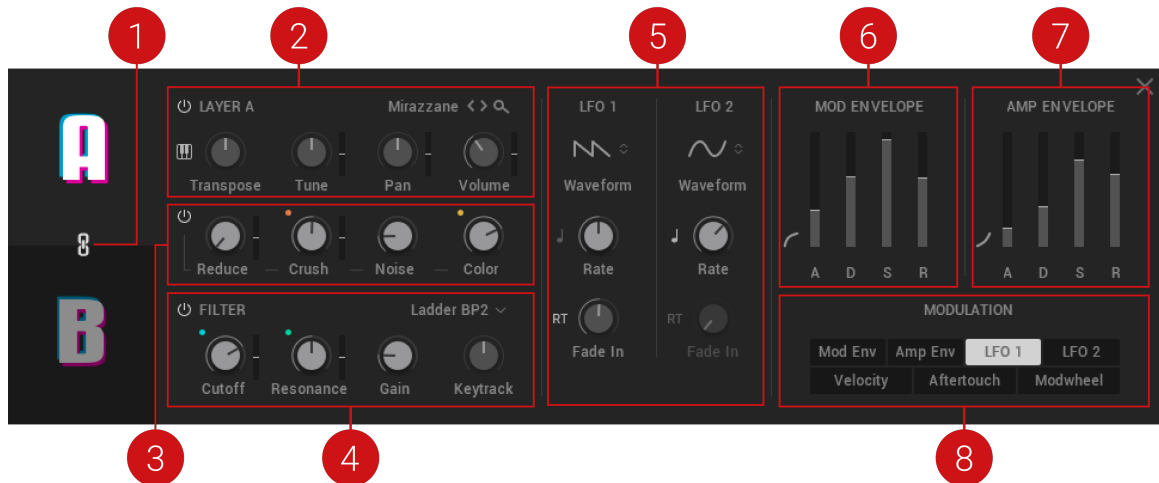 1 2 5 6 7
A
B
LAYER A Mirazzane
Transpose Tune Pan Volume
Reduce Crush Noise Color
FILTER Ladder BP2
Cutoff Resonance Gain Keytrack
LFO 1 LFO 2
Waveform Waveform
Rate Rate
RT RT
Fade In Fade In
MOD ENVELOPE
A D S R
AMP ENVELOPE
A D S R
MODULATION
Mod Env Amp Env LFO 1 LFO 2
Velocity Aftertouch Modwheel
3 4 8